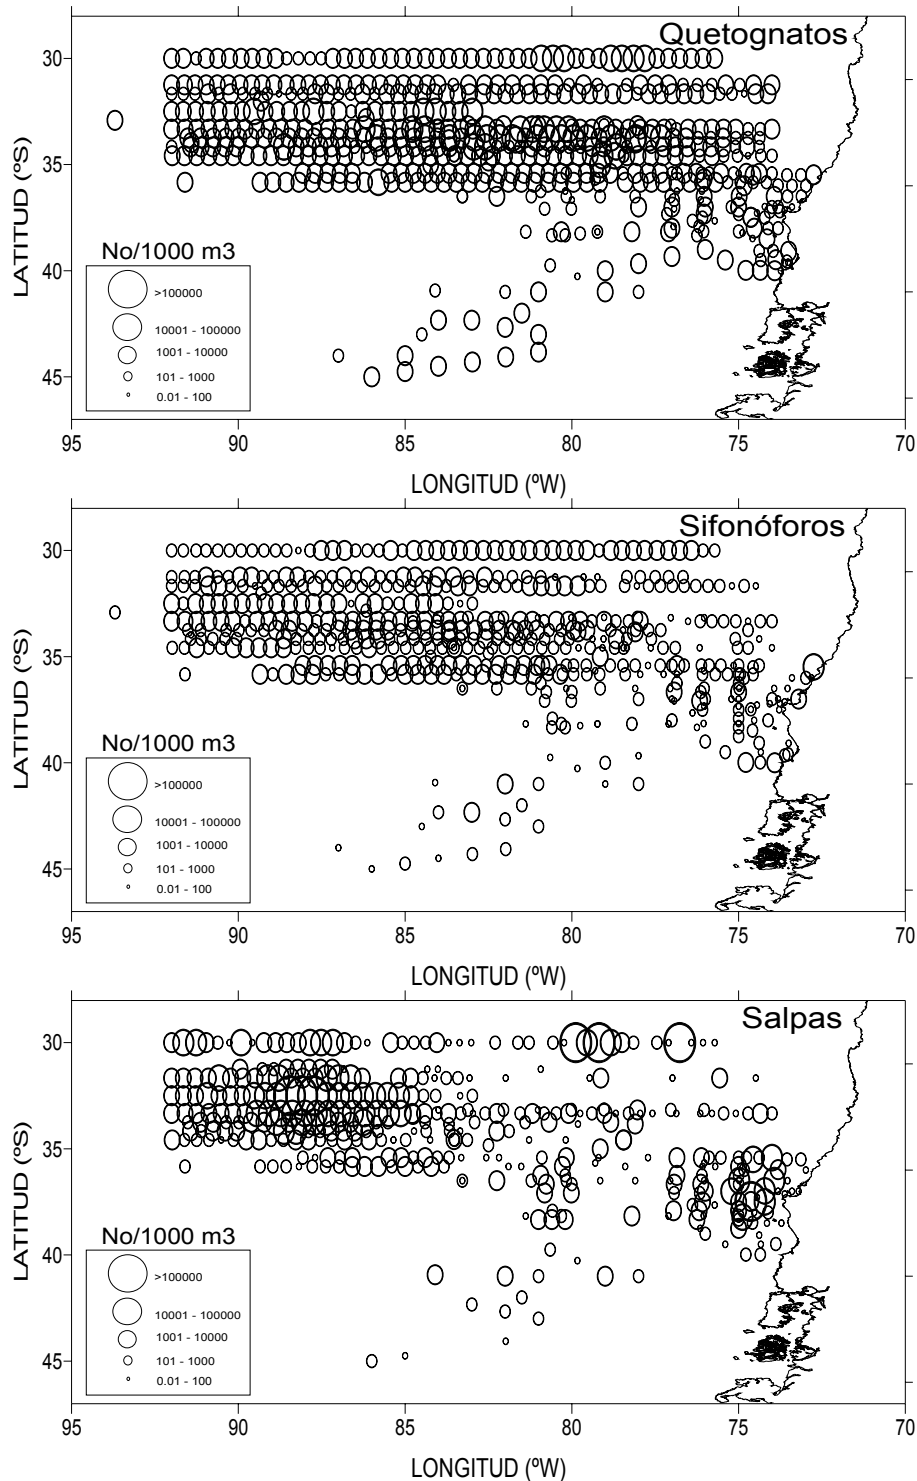 Quetognatos
30
35
40
45
LATITUD (ºS)
No/1000 m3
>100000
10001 - 100000
1001 - 10000
101 - 1000
0.01 - 100
95 90 85 80 75 70
LONGITUD (ºW)
Sifonóforos
30
35
40
45
LATITUD (ºS)
No/1000 m3
>100000
10001 - 100000
1001 - 10000
101 - 1000
0.01 - 100
95 90 85 80 75 70
LONGITUD (ºW)
Salpas
30
35
40
45
LATITUD (ºS)
No/1000 m3
>100000
10001 - 100000
1001 - 10000
101 - 1000
0.01 - 100
95 90 85 80 75 70
LONGITUD (ºW)